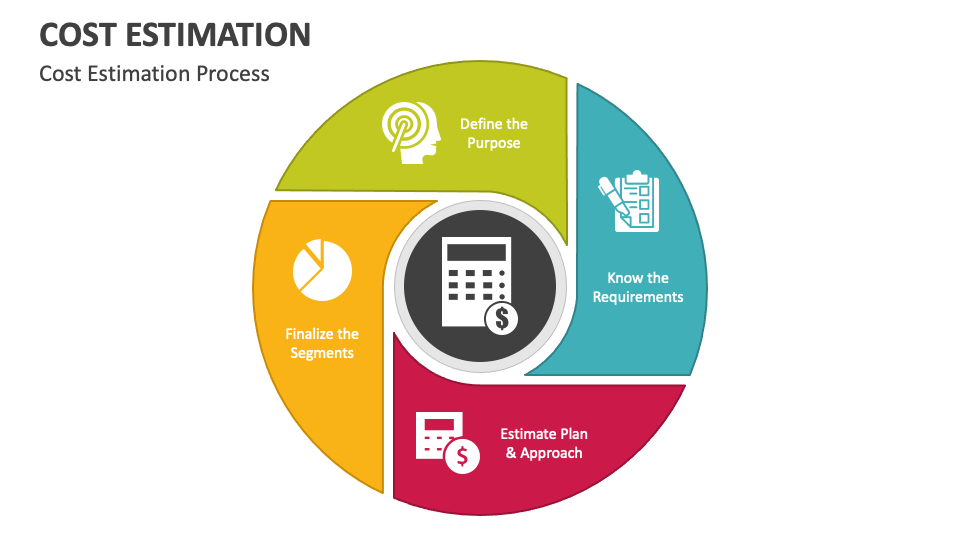 COST ESTIMATION
Cost Estimation Process
Define the
Purpose
Know the
Requirements
Estimate Plan
& Approach
$
Finalize the
Segments
$